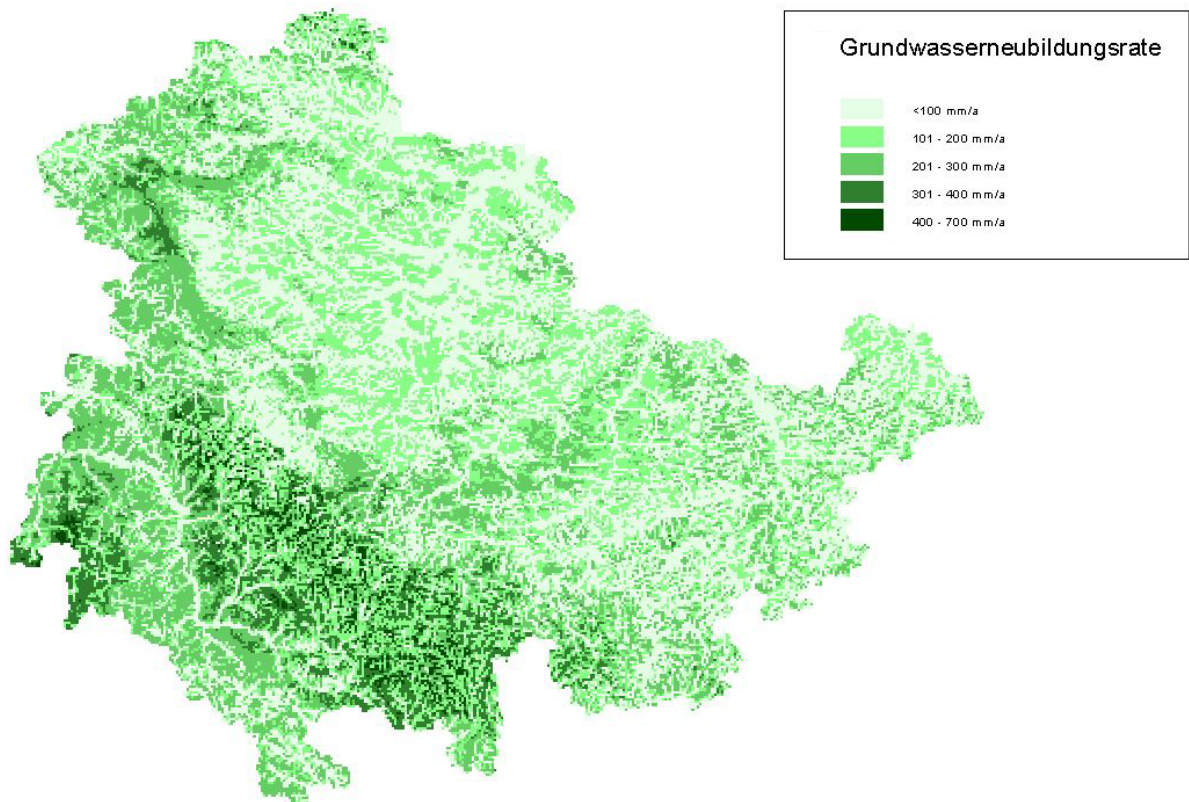 Grundwasserneubildungsrate
<100 mm/a
101 - 200 mm/a
201 - 300 mm/a
301 - 400 mm/a
400 - 700 mm/a